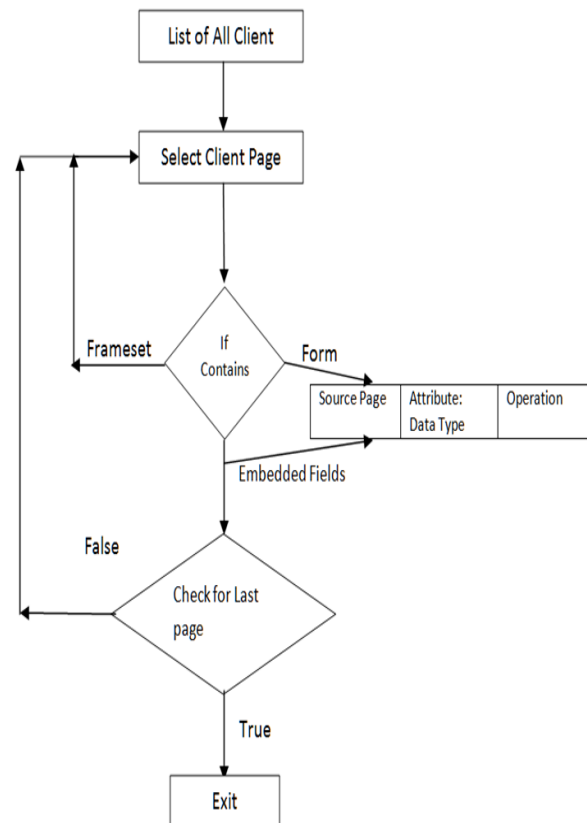 List of All Client
Select Client Page
Frameset
If
Contains
Form
Source Page
Attribute:
Data Type
Operation
Embedded Fields
False
Check for Last
page
True
Exit